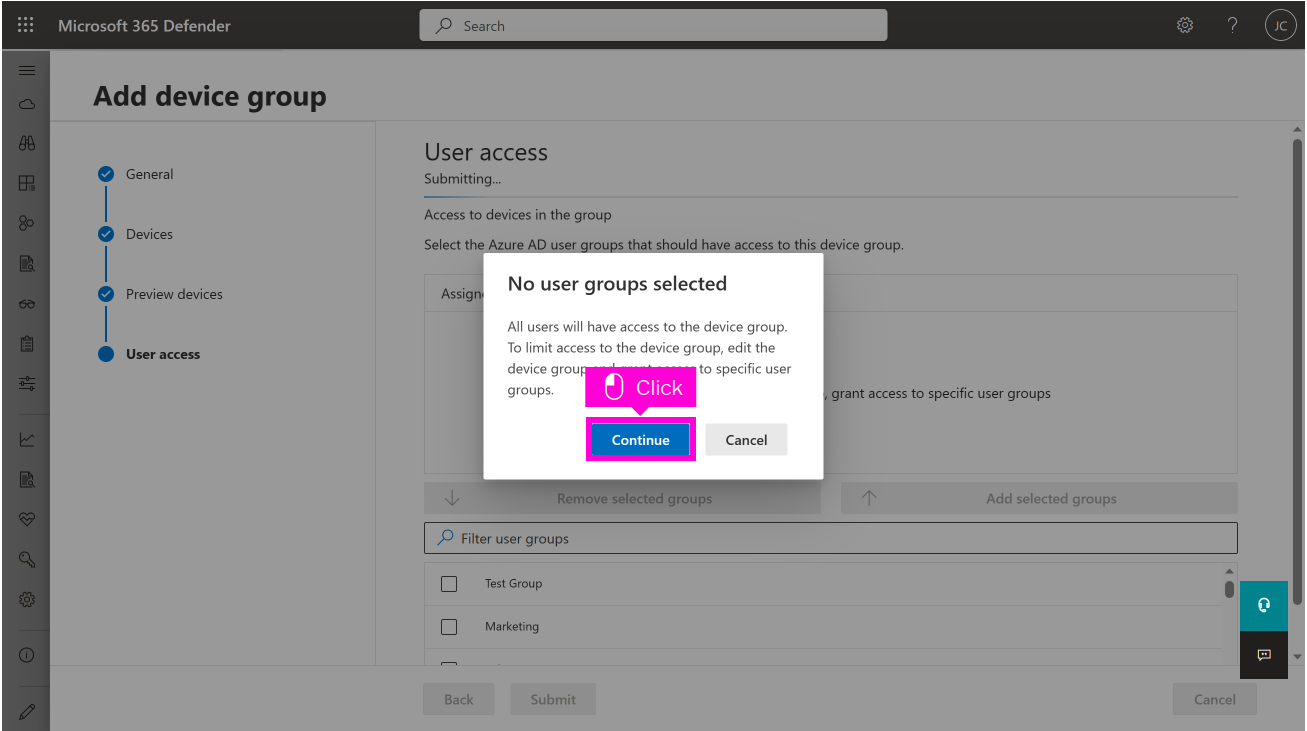 Microsoft 365 Defender
Search
JC
Add device group
General
Devices
Preview devices
User access
User access
Submitting...
Access to devices in the group
Select the Azure AD user groups that should have access to this device group.
Assigne
No user groups selected
All users will have access to the device group.
To limit access to the device group, edit the
device group and grant access to specific user
groups.
Click
, grant access to specific user groups
Continue
Cancel
Remove selected groups
Add selected groups
Filter user groups
Test Group
Marketing
Back
Submit
Cancel